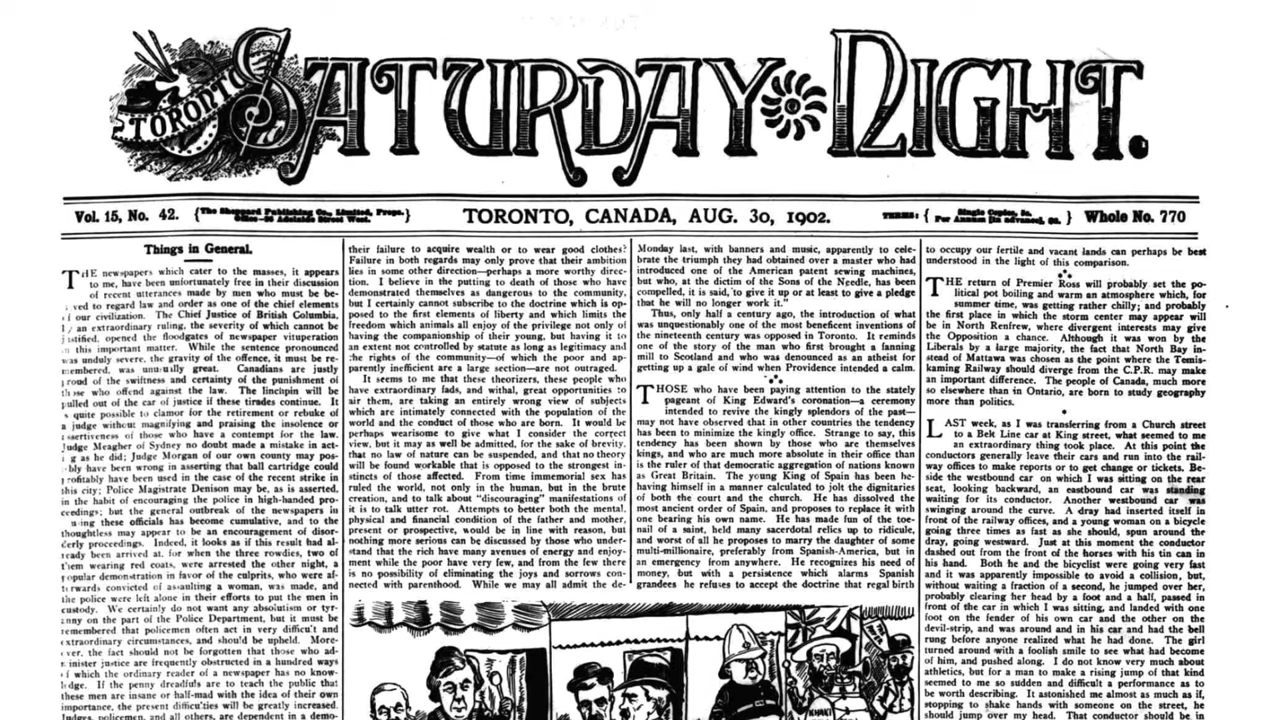 TORONTO
SATURDAY NIGHT.
Vol. 15, No. 42.
{The Sheppard Publishing Co., Limited, Props.
Office—26 Adelaide Street West.}
TORONTO, CANADA, AUG. 30, 1902.
TERMS: {Single Copies, 5c.
Per Annum [in advance], $2.}
Whole No. 770
Things in General.
THE newspapers which cater to the masses, it appears
to me, have been unfortunately free in their discussion
of recent utterances made by men who must be be-
ved to regard law and order as one of the chief elements
f our civilization. The Chief Justice of British Columbia,
an extraordinary ruling, the severity of which cannot be
justified, opened the floodgates of newspaper vituperation
in this important matter. While the sentence pronounced
was unduly severe, the gravity of the offence, it must be re-
membered, was unusually great. Canadians are justly
proud of the swiftness and certainty of the punishment of
those who offend against the law. The lincipin will be
pulled out of the car of justice if these tirades continue. It
s quite possible to clamor for the retirement or rebuke of
a judge without magnifying and praising the insolence or
assertiveness of those who have a contempt for the law.
Judge Meagher of Sydney no doubt made a mistake in act-
i g as he did; Judge Morgan of our own county may pos-
bly have been wrong in asserting that ball cartridge could
profitably have been used in the case of the recent strike in
this city; Police Magistrate Denison may be, as is asserted,
in the habit of encouraging the police in high-handed pro-
ceedings; but the general outbreak of the newspapers in
using these officials has become cumulative, and to the
thoughtless may appear to be an encouragement of disor-
derly proceedings. Indeed, it looks as if this result had al-
ready been arrived at, for when the three rowdies, two of
them wearing red coats, were arrested the other night, a
popular demonstration in favor of the culprits, who were af-
terwards convicted of assaulting a woman, was made, and
the police were left alone in their efforts to put the men in
custody. We certainly do not want any absolutism or tyr-
anny on the part of the Police Department, but it must be
remembered that policemen often act in very difficult and
extraordinary circumstances, and should be upheld. More-
over, the fact should not be forgotten that those who ad-
minister justice are frequently obstructed in a hundred ways
of which the ordinary reader of a newspaper has no know-
ledge. If the penny dreadfuls are to teach the public that
these men are insane or half-mad with the idea of their own
importance, the present difficulties will be greatly increased.
Judges, policemen, and all others, are dependent in a demo-
their failure to acquire wealth or to wear good clothes?
Failure in both regards may only prove that their ambition
lies in some other direction—perhaps a more worthy direc-
tion. I believe in the putting to death of those who have
demonstrated themselves as dangerous to the community,
but I certainly cannot subscribe to the doctrine which is op-
posed to the first elements of liberty and which limits the
freedom which animals all enjoy of the privilege not only of
having the companionship of their young, but having it to
an extent not controlled by statute as long as legitimacy and
the rights of the community—of which the poor and ap-
parently inefficient are a large section—are not outraged.
It seems to me that these theorizers, these people who
have extraordinary fads, and withal, great opportunities to
air them, are taking an entirely wrong view of subjects
which are intimately connected with the population of the
world and the conduct of those who are born. It would be
perhaps wearisome to give what I consider the correct
view, but it may as well be admitted, for the sake of brevity,
that no law of nature can be suspended, and that no theory
will be found workable that is opposed to the strongest in-
stincts of those affected. From time immemorial sex has
ruled the world, not only in the human, but in the brute
creation, and to talk about "discouraging" manifestations of
it is to talk utter rot. Attempts to better both the mental,
physical and financial condition of the father and mother,
present or prospective, would be in line with reason, but
nothing more serious can be discussed by those who under-
stand that the rich have many avenues of energy and enjoy-
ment while the poor have very few, and from the few there
is no possibility of eliminating the joys and sorrows con-
nected with parenthood. While we may all admit the de-
Monday last, with banners and music, apparently to cele-
brate the triumph they had obtained over a master who had
introduced one of the American patent sewing machines,
but who, at the dictim of the Sons of the Needle, has been
compelled, it is said, to give it up or at least to give a pledge
that he will no longer work it."
Thus, only half a century ago, the introduction of what
was unquestionably one of the most beneficent inventions of
the nineteenth century was opposed in Toronto. It reminds
one of the story of the man who first brought a fanning
mill to Scotland and who was denounced as an atheist for
getting up a gale of wind when Providence intended a calm.
THOSE who have been paying attention to the stately
pageant of King Edward's coronation—a ceremony
intended to revive the kingly splendors of the past—
may not have observed that in other countries the tendency
has been to minimize the kingly office. Strange to say, this
tendency has been shown by those who are themselves
kings, and who are much more absolute in their office than
is the ruler of that democratic aggregation of nations known
as Great Britain. The young King of Spain has been be-
having himself in a manner calculated to jolt the dignitaries
of both the court and the church. He has dissolved the
most ancient order of Spain, and proposes to replace it with
one bearing his own name. He has made fun of the toe-
nail of a saint, held many sacerdotal relics up to ridicule,
and worst of all he proposes to marry the daughter of some
multi-millionaire, preferably from Spanish-America, but in
an emergency from anywhere. He recognizes his need of
money, but with a persistence which alarms Spanish
grandees he refuses to accept the doctrine that regal birth
to occupy our fertile and vacant lands can perhaps be best
understood in the light of this comparison.
THE return of Premier Ross will probably set the po-
litical pot boiling and warm an atmosphere which, for
summer time, was getting rather chilly; and probably
the first place in which the storm center may appear will
be in North Renfrew, where divergent interests may give
the Opposition a chance. Although it was won by the
Liberals by a large majority, the fact that North Bay in-
stead of Mattawa was chosen as the point where the Temis-
kaming Railway should diverge from the C.P.R. may make
an important difference. The people of Canada, much more
so elsewhere than in Ontario, are born to study geography
more than politics.
LAST week, as I was transferring from a Church street
to a Belt Line car at King street, what seemed to me
an extraordinary thing took place. At this point the
conductors generally leave their cars and run into the rail-
way offices to make reports or to get change or tickets. Be-
side the westbound car on which I was sitting on the rear
seat, looking backward, an eastbound car was standing
waiting for its conductor. Another westbound car was
swinging around the curve. A dray had inserted itself in
front of the railway offices, and a young woman on a bicycle
going three times as fast as she should, spun around the
dray, going westward. Just at this moment the conductor
dashed out from the front of the horses with his tin can in
his hand. Both he and the bicyclist were going very fast
and it was apparently impossible to avoid a collision, but,
without waiting a fraction of a second, he jumped over her,
probably clearing her head by a foot and a half, passed in
front of the car in which I was sitting, and landed with one
foot on the fender of his own car and the other on the
devil-strip, and was around and in his car and had the bell
rung before anyone realized what he had done. The girl
turned around with a foolish smile to see what had become
of him, and pushed along. I do not know very much about
athletics, but for a man to make a rising jump of that kind
seemed to me so sudden and difficult a performance as to
be worth describing. It astonished me almost as much as if,
stopping to shake hands with someone on the street, he
should jump over my head. That conductor should be in
KHAKI